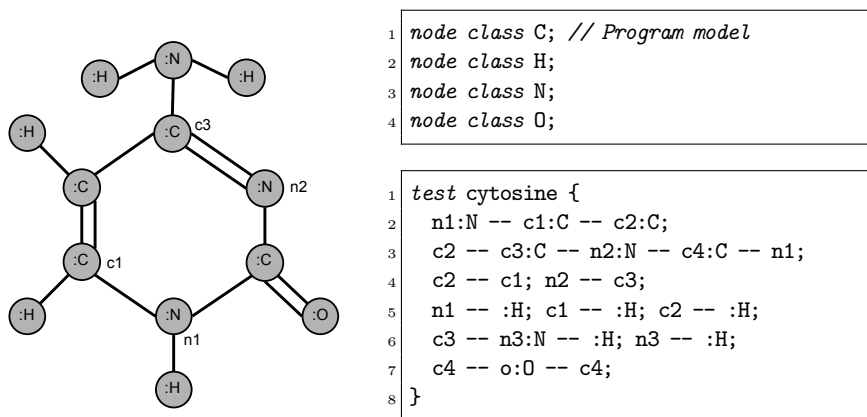 :N
:H
:H
:C
c3
:H
:C
:N
n2
:C
c1
:C
:H
:N
n1
:O
:H
1 node class C; // Program model
2 node class H;
3 node class N;
4 node class O;
1 test cytosine {
2 n1:N -- c1:C -- c2:C;
3 c2 -- c3:C -- n2:N -- c4:C -- n1;
4 c2 -- c1; n2 -- c3;
5 n1 -- :H; c1 -- :H; c2 -- :H;
6 c3 -- n3:N -- :H; n3 -- :H;
7 c4 -- o:O -- c4;
8 }